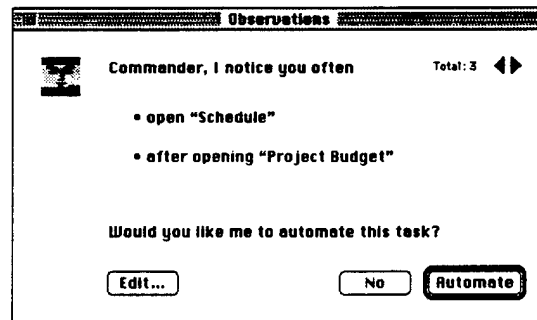 Observations
Commander, I notice you often Total: 3
• open “Schedule”
• after opening “Project Budget”
Would you like me to automate this task?
Edit... No Automate